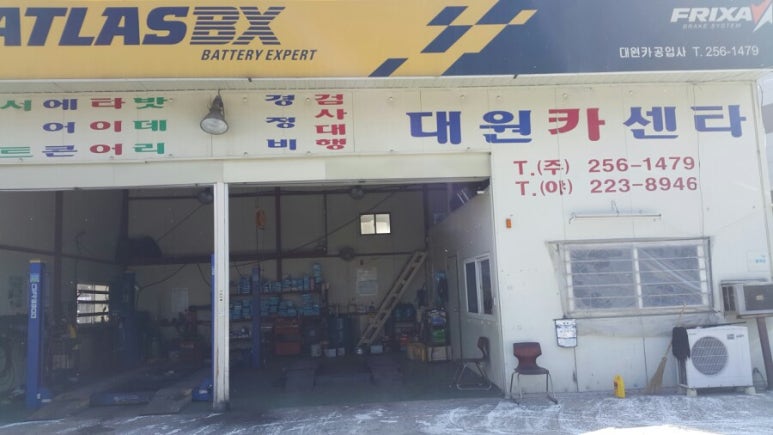 ATLASBX
BATTERY EXPERT
FRIXA
BRAKE SYSTEM
대원카공업사 T. 256-1479
서 에 타 밧
어 이 데
트 콘 어 리
경 검
정 사
비 대
행
대원카센타
T.(주) 256-1479
T.(야) 223-8946